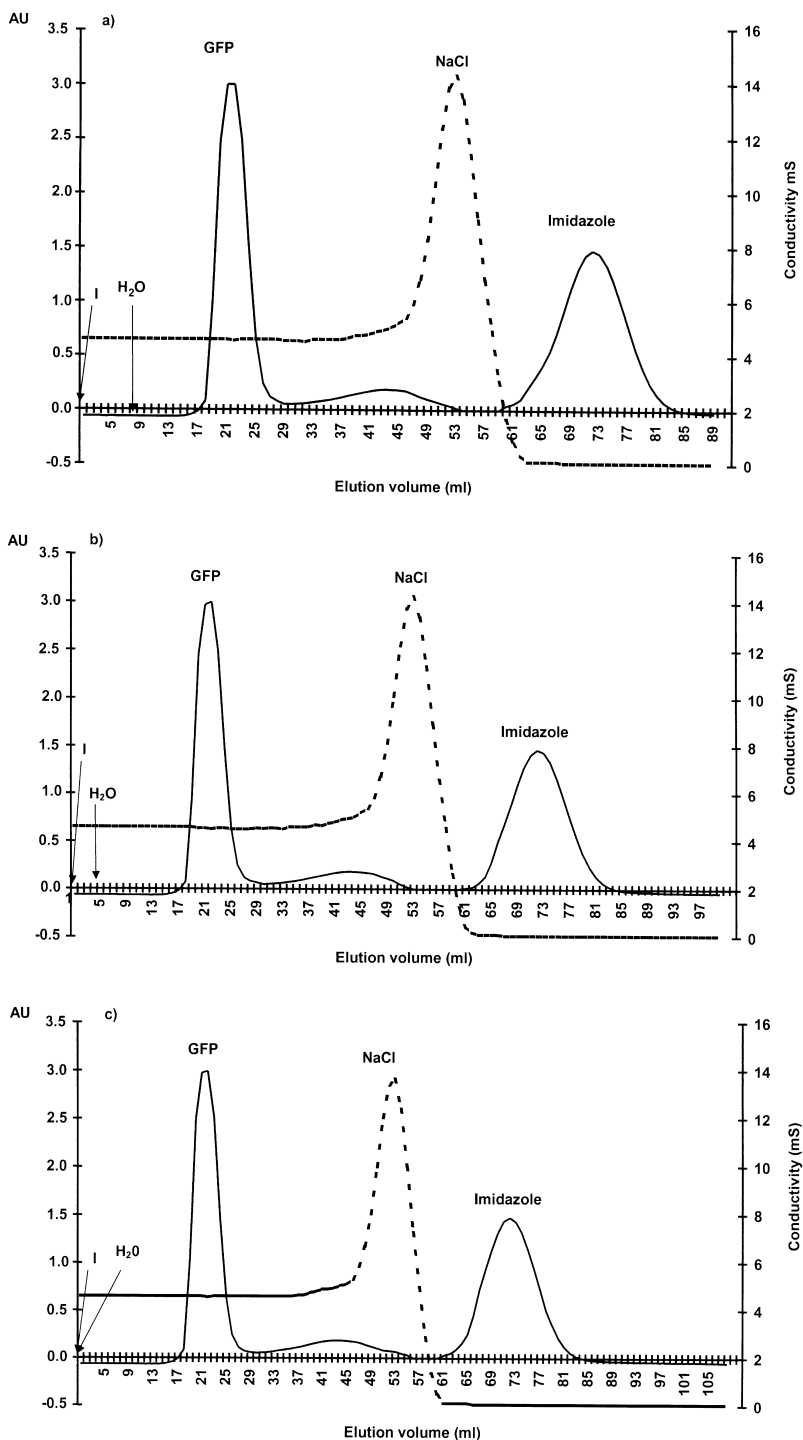 AU
a)
GFP
NaCl
Imidazole
I
H₂O
3.5
3.0
2.5
2.0
1.5
1.0
0.5
0.0
-0.5
16
14
12
10
8
6
4
2
0
Conductivity mS
5 9 13 17 21 25 29 33 37 41 45 49 53 57 61 65 69 73 77 81 85 89
Elution volume (ml)
AU
b)
GFP
NaCl
Imidazole
I
H₂O
3.5
3.0
2.5
2.0
1.5
1.0
0.5
0.0
-0.5
16
14
12
10
8
6
4
2
0
Conductivity (mS)
1 5 9 13 17 21 25 29 33 37 41 45 49 53 57 61 65 69 73 77 81 85 89 93 97
Elution volume (ml)
AU
c)
GFP
NaCl
Imidazole
I
H₂0
3.5
3.0
2.5
2.0
1.5
1.0
0.5
0.0
-0.5
16
14
12
10
8
6
4
2
0
Conductivity (mS)
5 9 13 17 21 25 29 33 37 41 45 49 53 57 61 65 69 73 77 81 85 89 93 97 101 105
Elution volume (ml)